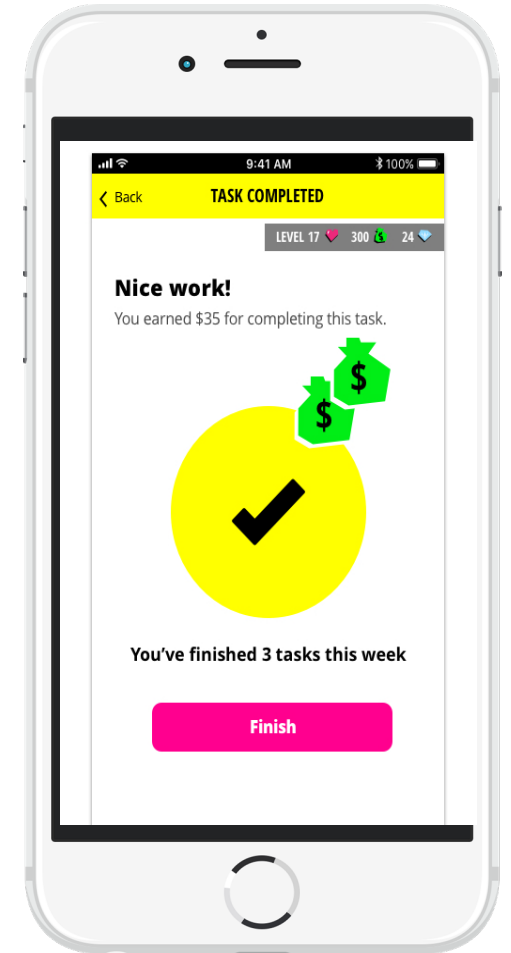 9:41 AM 100%
Back TASK COMPLETED
LEVEL 17 300 24
Nice work!
You earned $35 for completing this task.
$
$
You’ve finished 3 tasks this week
Finish